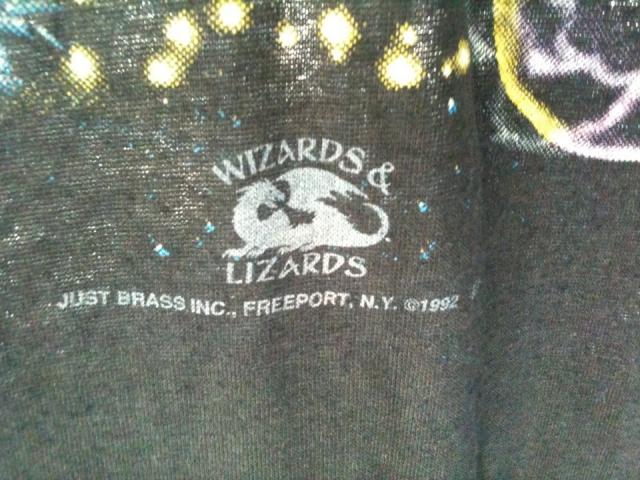 WIZARDS &
LIZARDS
JUST BRASS INC., FREEPORT, N.Y. ©1992